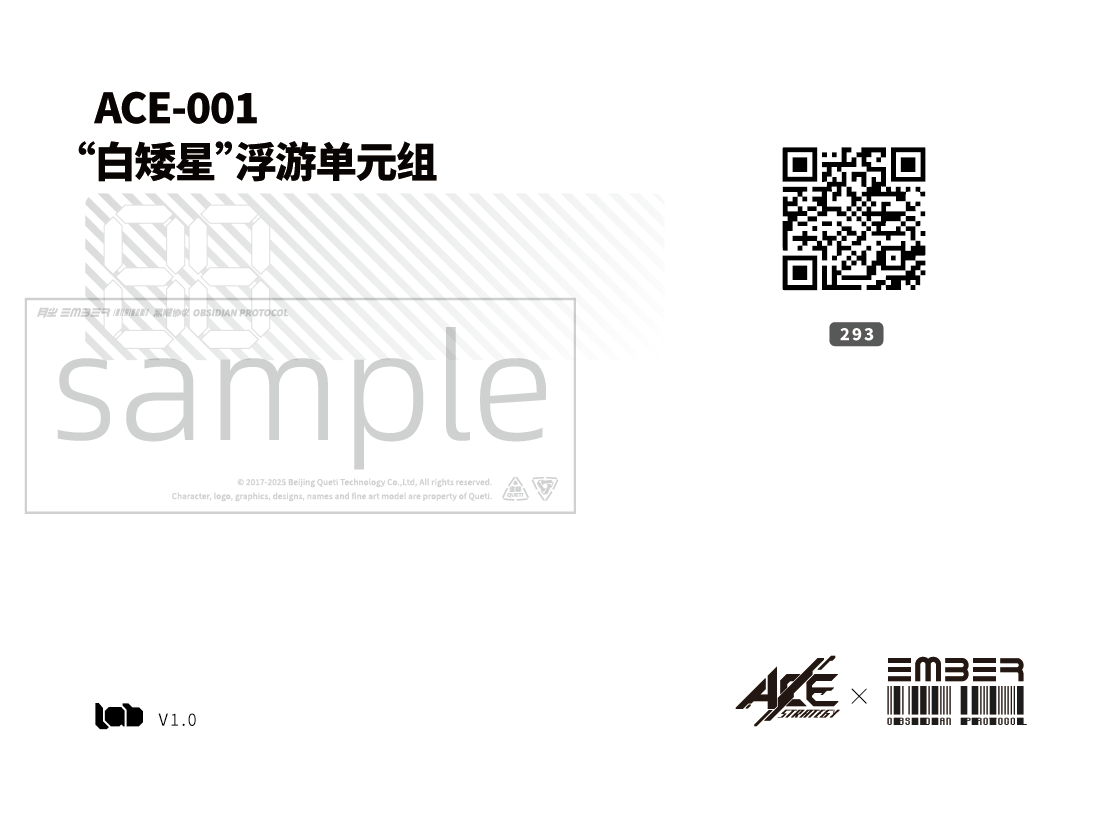 ACE-001
“白矮星”浮游单元组
293
月尘 EMBER 黑曜协议 OBSIDIAN PROTOCOL
sample
© 2017-2025 Beijing Queti Technology Co.,Ltd, All rights reserved.
Character, logo, graphics, designs, names and fine art model are property of Queti.
QUETI
lab V1.0
ACE STRATEGY × EMBER
OBSIDIAN PROTOCOL